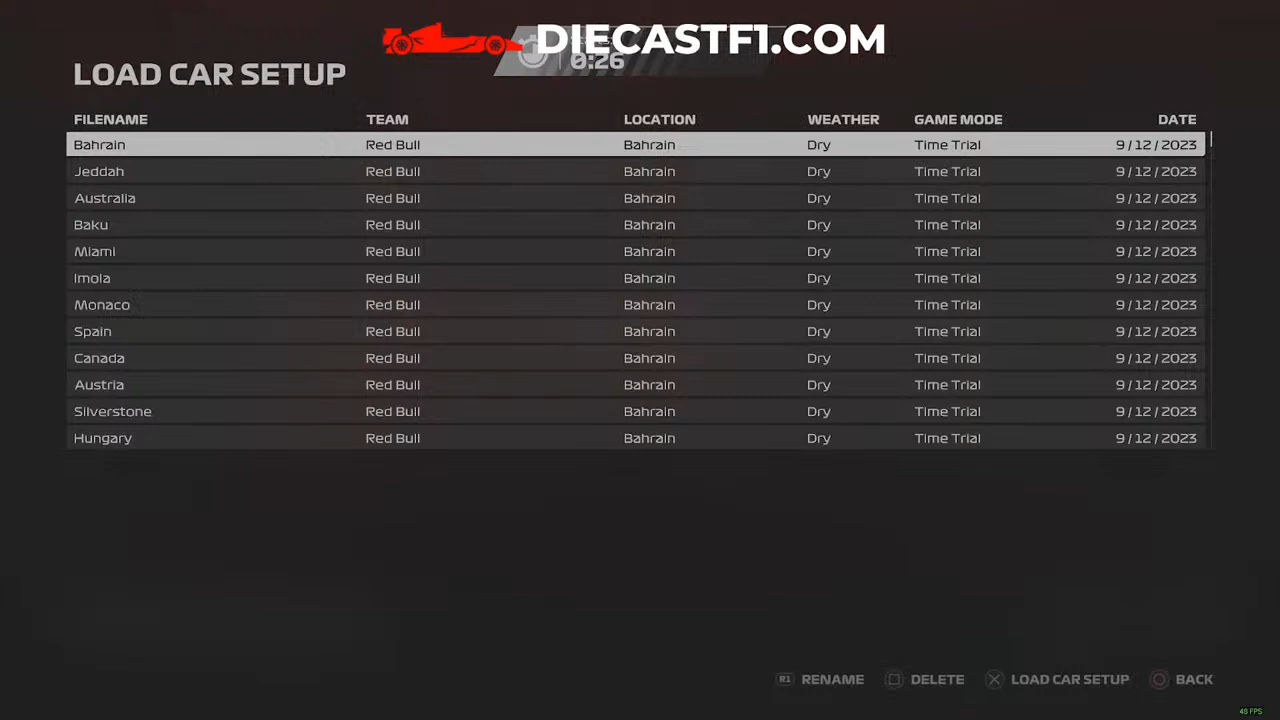 DIECASTF1.COM
0:26
LOAD CAR SETUP
FILENAME TEAM LOCATION WEATHER GAME MODE DATE
Bahrain Red Bull Bahrain Dry Time Trial 9/12/2023
Jeddah Red Bull Bahrain Dry Time Trial 9/12/2023
Australia Red Bull Bahrain Dry Time Trial 9/12/2023
Baku Red Bull Bahrain Dry Time Trial 9/12/2023
Miami Red Bull Bahrain Dry Time Trial 9/12/2023
Imola Red Bull Bahrain Dry Time Trial 9/12/2023
Monaco Red Bull Bahrain Dry Time Trial 9/12/2023
Spain Red Bull Bahrain Dry Time Trial 9/12/2023
Canada Red Bull Bahrain Dry Time Trial 9/12/2023
Austria Red Bull Bahrain Dry Time Trial 9/12/2023
Silverstone Red Bull Bahrain Dry Time Trial 9/12/2023
Hungary Red Bull Bahrain Dry Time Trial 9/12/2023
R1 RENAME DELETE LOAD CAR SETUP BACK
48 FPS